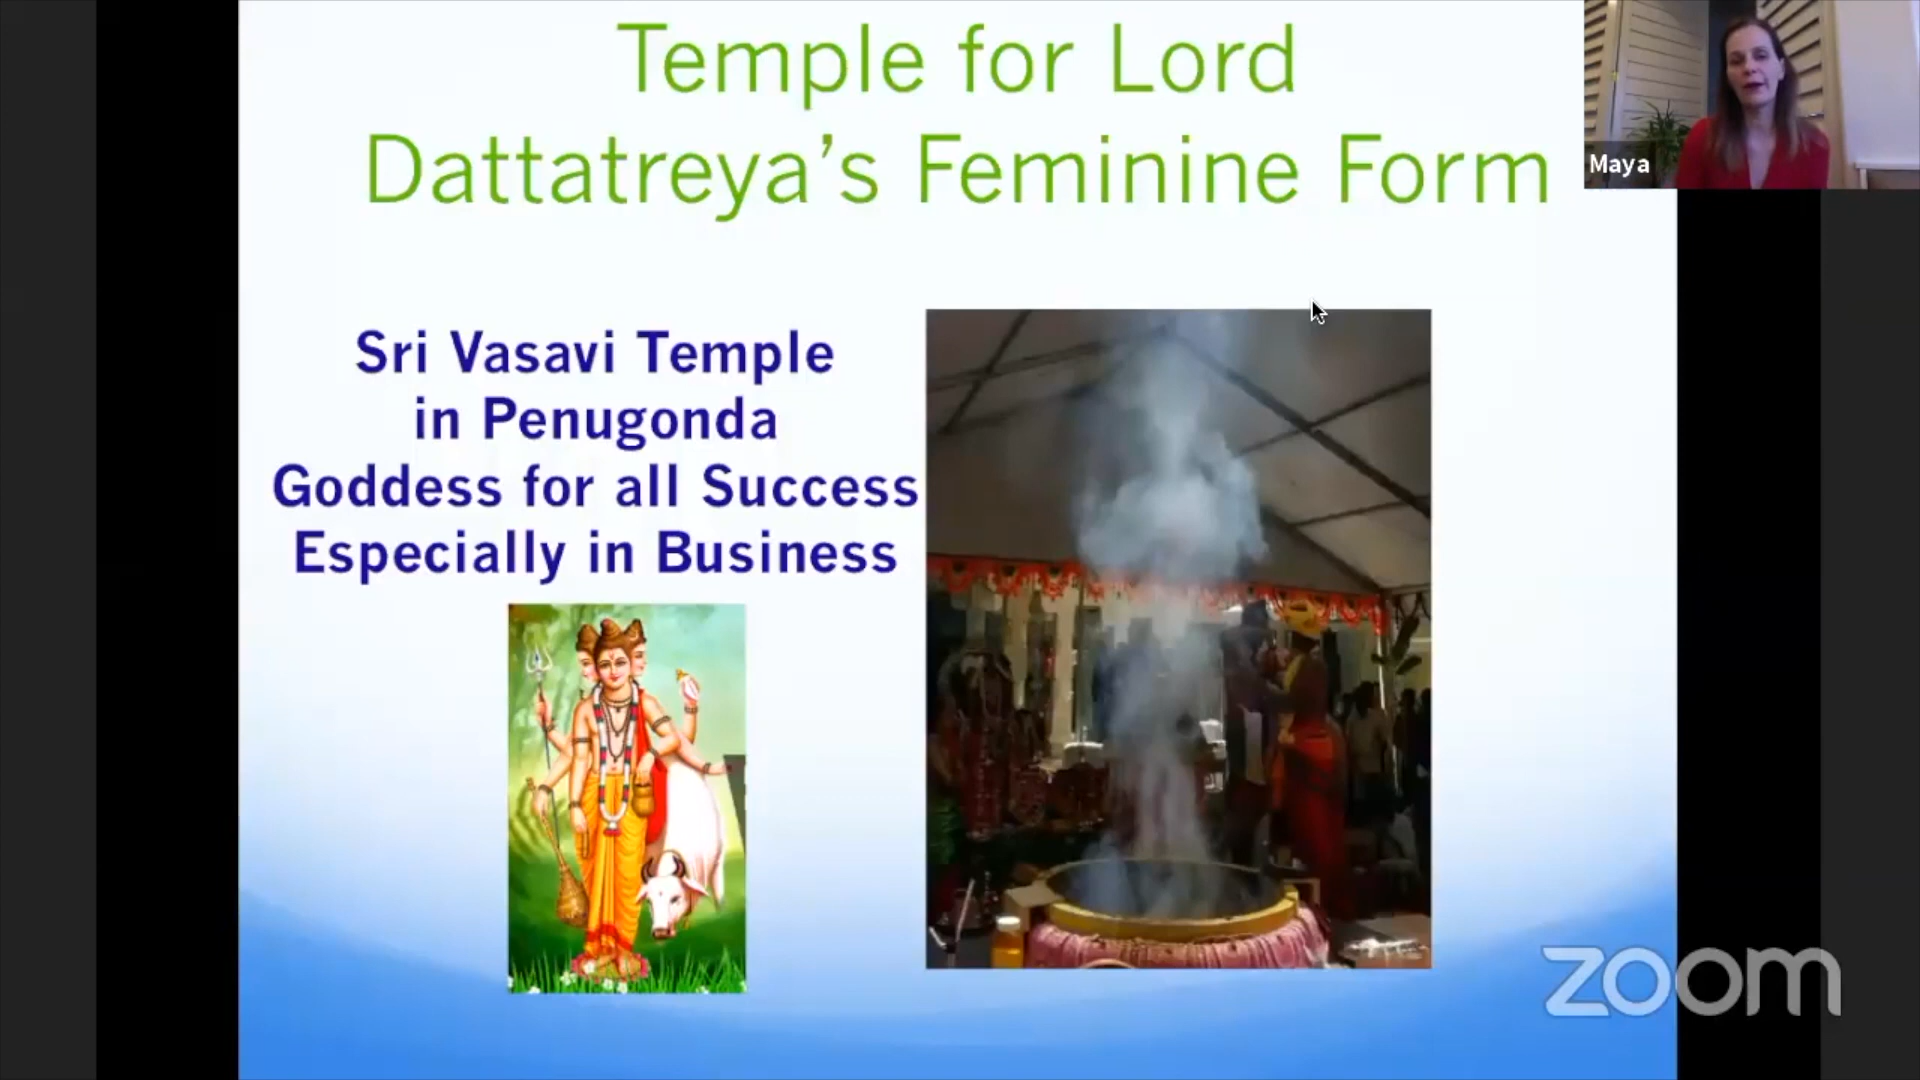 Temple for Lord
Dattatreya’s Feminine Form
Maya
Sri Vasavi Temple
in Penugonda
Goddess for all Success
Especially in Business
zoom